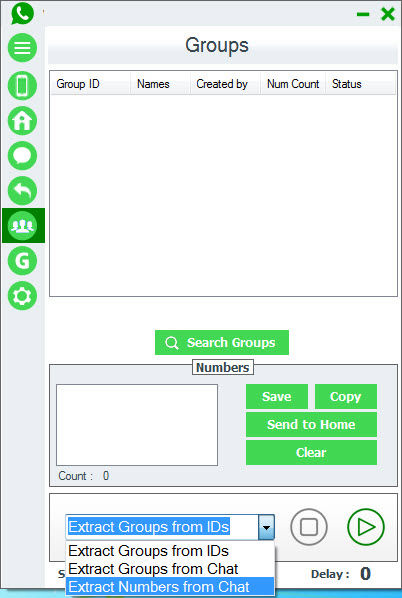 Groups
Group ID Names Created by Num Count Status
G
Search Groups
Numbers
Save Copy
Send to Home
Clear
Count : 0
Extract Groups from IDs
Extract Groups from IDs
Extract Groups from Chat
Extract Numbers from Chat
Delay : 0